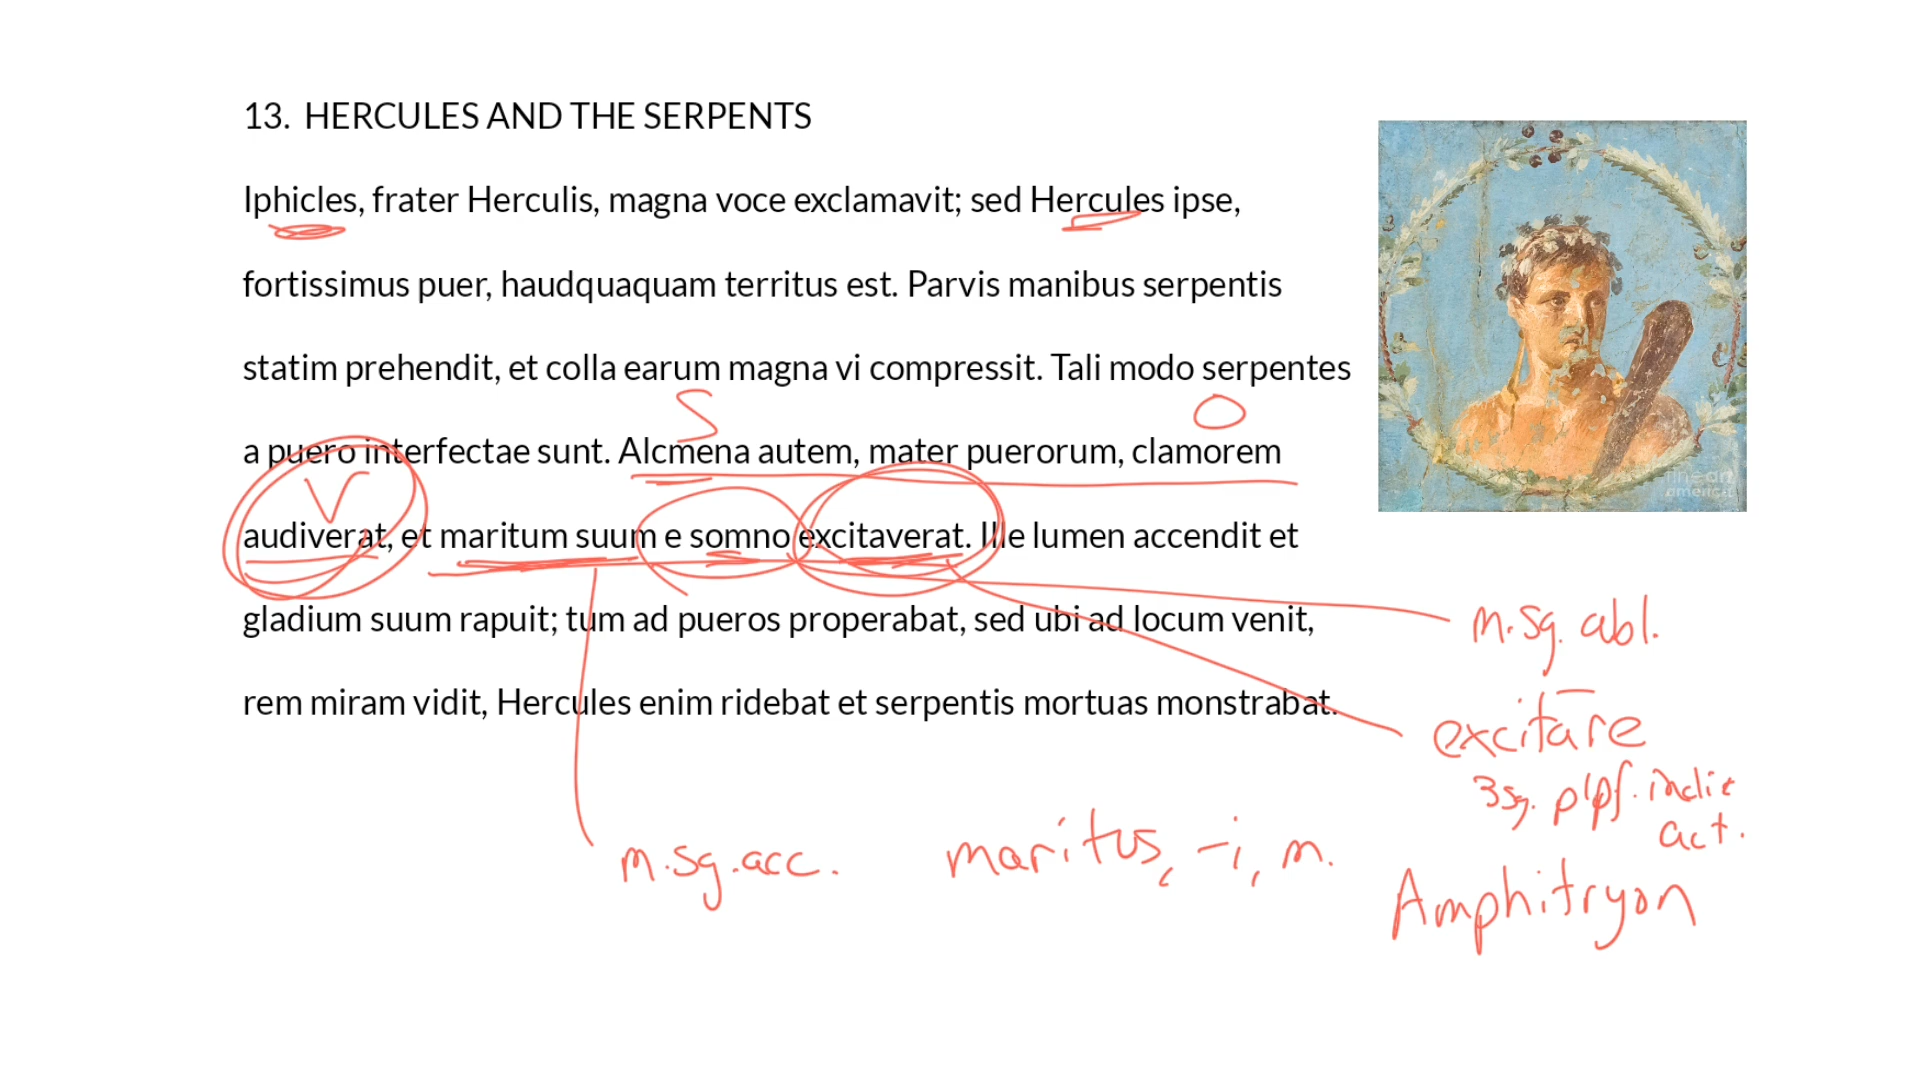 13. HERCULES AND THE SERPENTS
Iphicles, frater Herculis, magna voce exclamavit; sed Hercules ipse,
fortissimus puer, haudquaquam territus est. Parvis manibus serpentis
statim prehendit, et colla earum magna vi compressit. Tali modo serpentes
S
O
a puero interfectae sunt. Alcmena autem, mater puerorum, clamorem
V
audiverat, et maritum suum e somno excitaverat. Ille lumen accendit et
gladium suum rapuit; tum ad pueros properabat, sed ubi ad locum venit,
rem miram vidit, Hercules enim ridebat et serpentis mortuas monstrabat.
m.sg. abl.
excitāre
3sg. plpf. indic
act.
m.sg.acc.
maritus, -i, m.
Amphitryon
fine art
america